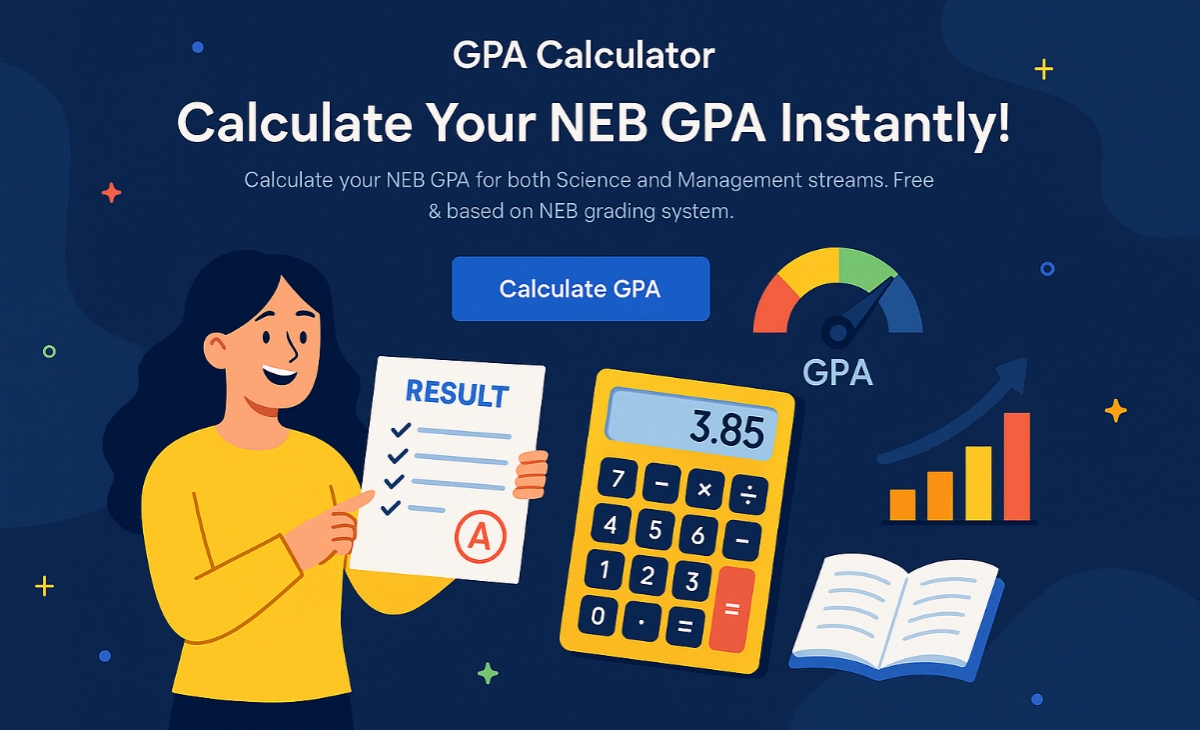 GPA Calculator
Calculate Your NEB GPA Instantly!
Calculate your NEB GPA for both Science and Management streams. Free
& based on NEB grading system.
Calculate GPA
GPA
RESULT
A
3.85
7 − × ÷
4 5 6 −
1 2 3
0 · = =